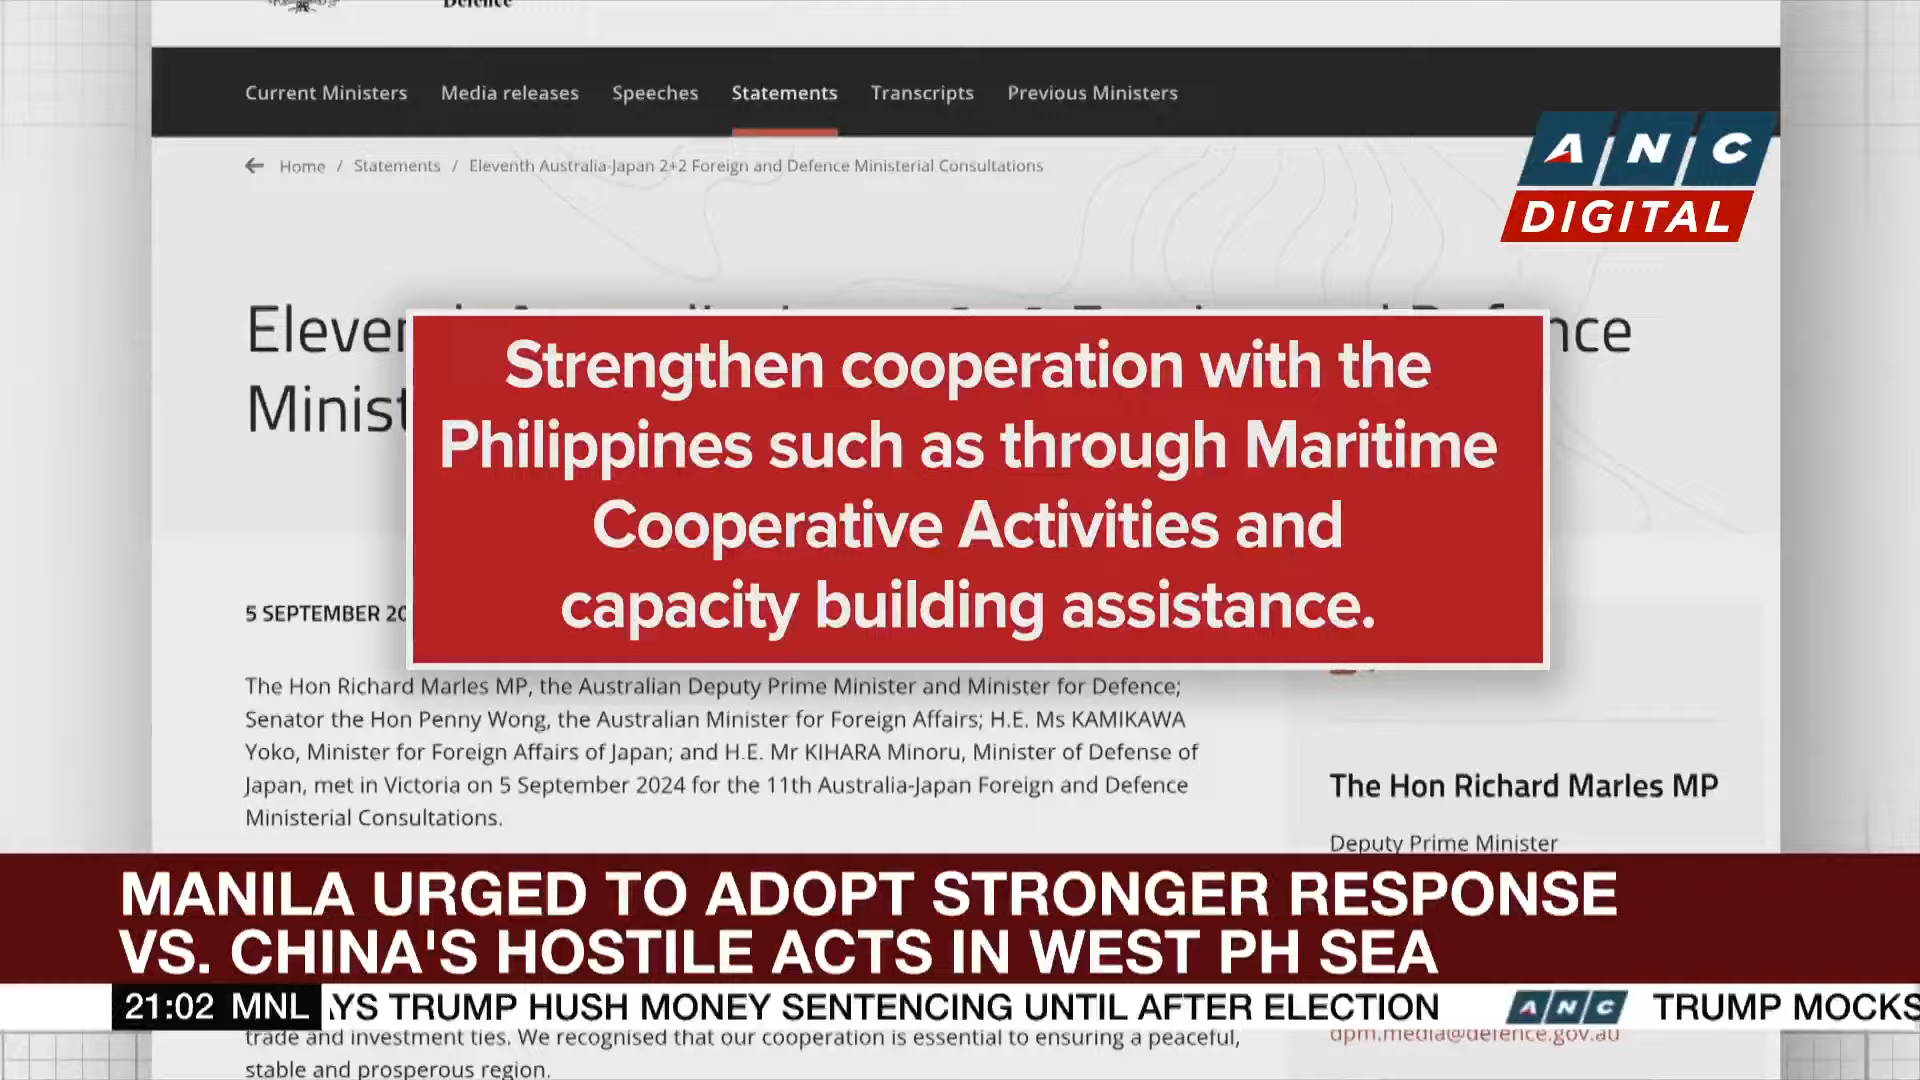 Defence
Current Ministers Media releases Speeches Statements Transcripts Previous Ministers
Home / Statements / Eleventh Australia-Japan 2+2 Foreign and Defence Ministerial Consultations
ANC
DIGITAL
Strengthen cooperation with the
Philippines such as through Maritime
Cooperative Activities and
capacity building assistance.
5 SEPTEMBER 20
The Hon Richard Marles MP, the Australian Deputy Prime Minister and Minister for Defence;
Senator the Hon Penny Wong, the Australian Minister for Foreign Affairs; H.E. Ms KAMIKAWA
Yoko, Minister for Foreign Affairs of Japan; and H.E. Mr KIHARA Minoru, Minister of Defense of
Japan, met in Victoria on 5 September 2024 for the 11th Australia-Japan Foreign and Defence
Ministerial Consultations.
The Hon Richard Marles MP
Deputy Prime Minister
MANILA URGED TO ADOPT STRONGER RESPONSE
VS. CHINA'S HOSTILE ACTS IN WEST PH SEA
21:02 MNL YS TRUMP HUSH MONEY SENTENCING UNTIL AFTER ELECTION ANC TRUMP MOCKS
trade and investment ties. We recognised that our cooperation is essential to ensuring a peaceful,
stable and prosperous region.
dpm.media@defence.gov.au